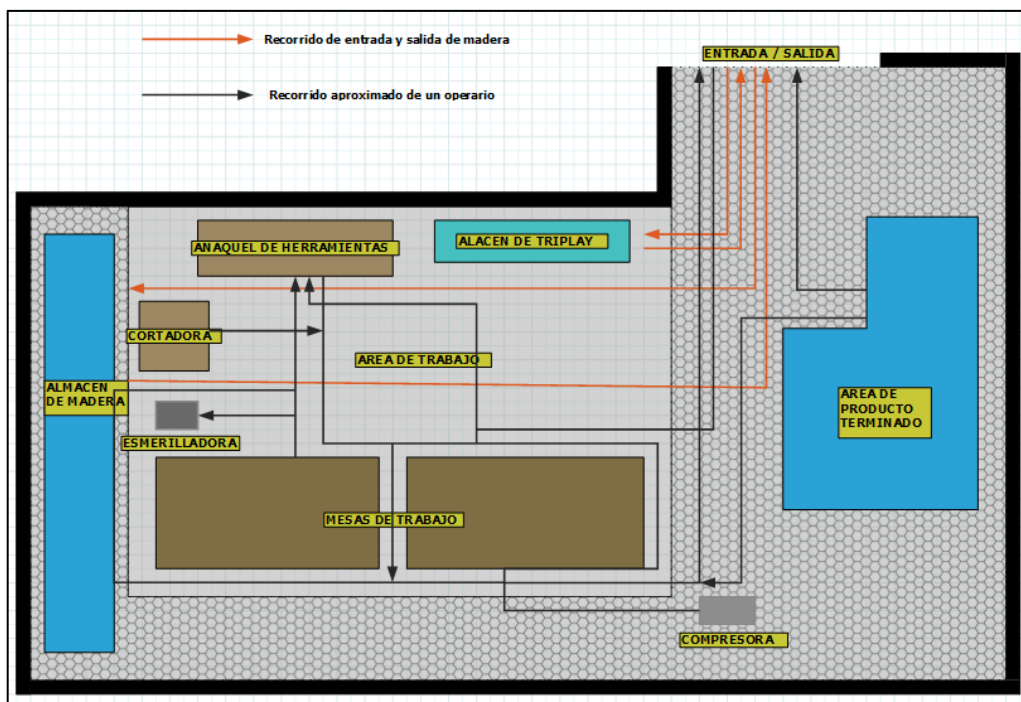 Recorrido de entrada y salida de madera
ENTRADA / SALIDA
Recorrido aproximado de un operario
ANAQUEL DE HERRAMIENTAS
ALACEN DE TRIPLAY
CORTADORA
AREA DE TRABAJO
ALMACEN
DE MADERA
AREA DE
PRODUCTO
TERMINADO
ESMERILLADORA
MESAS DE TRABAJO
COMPRESORA